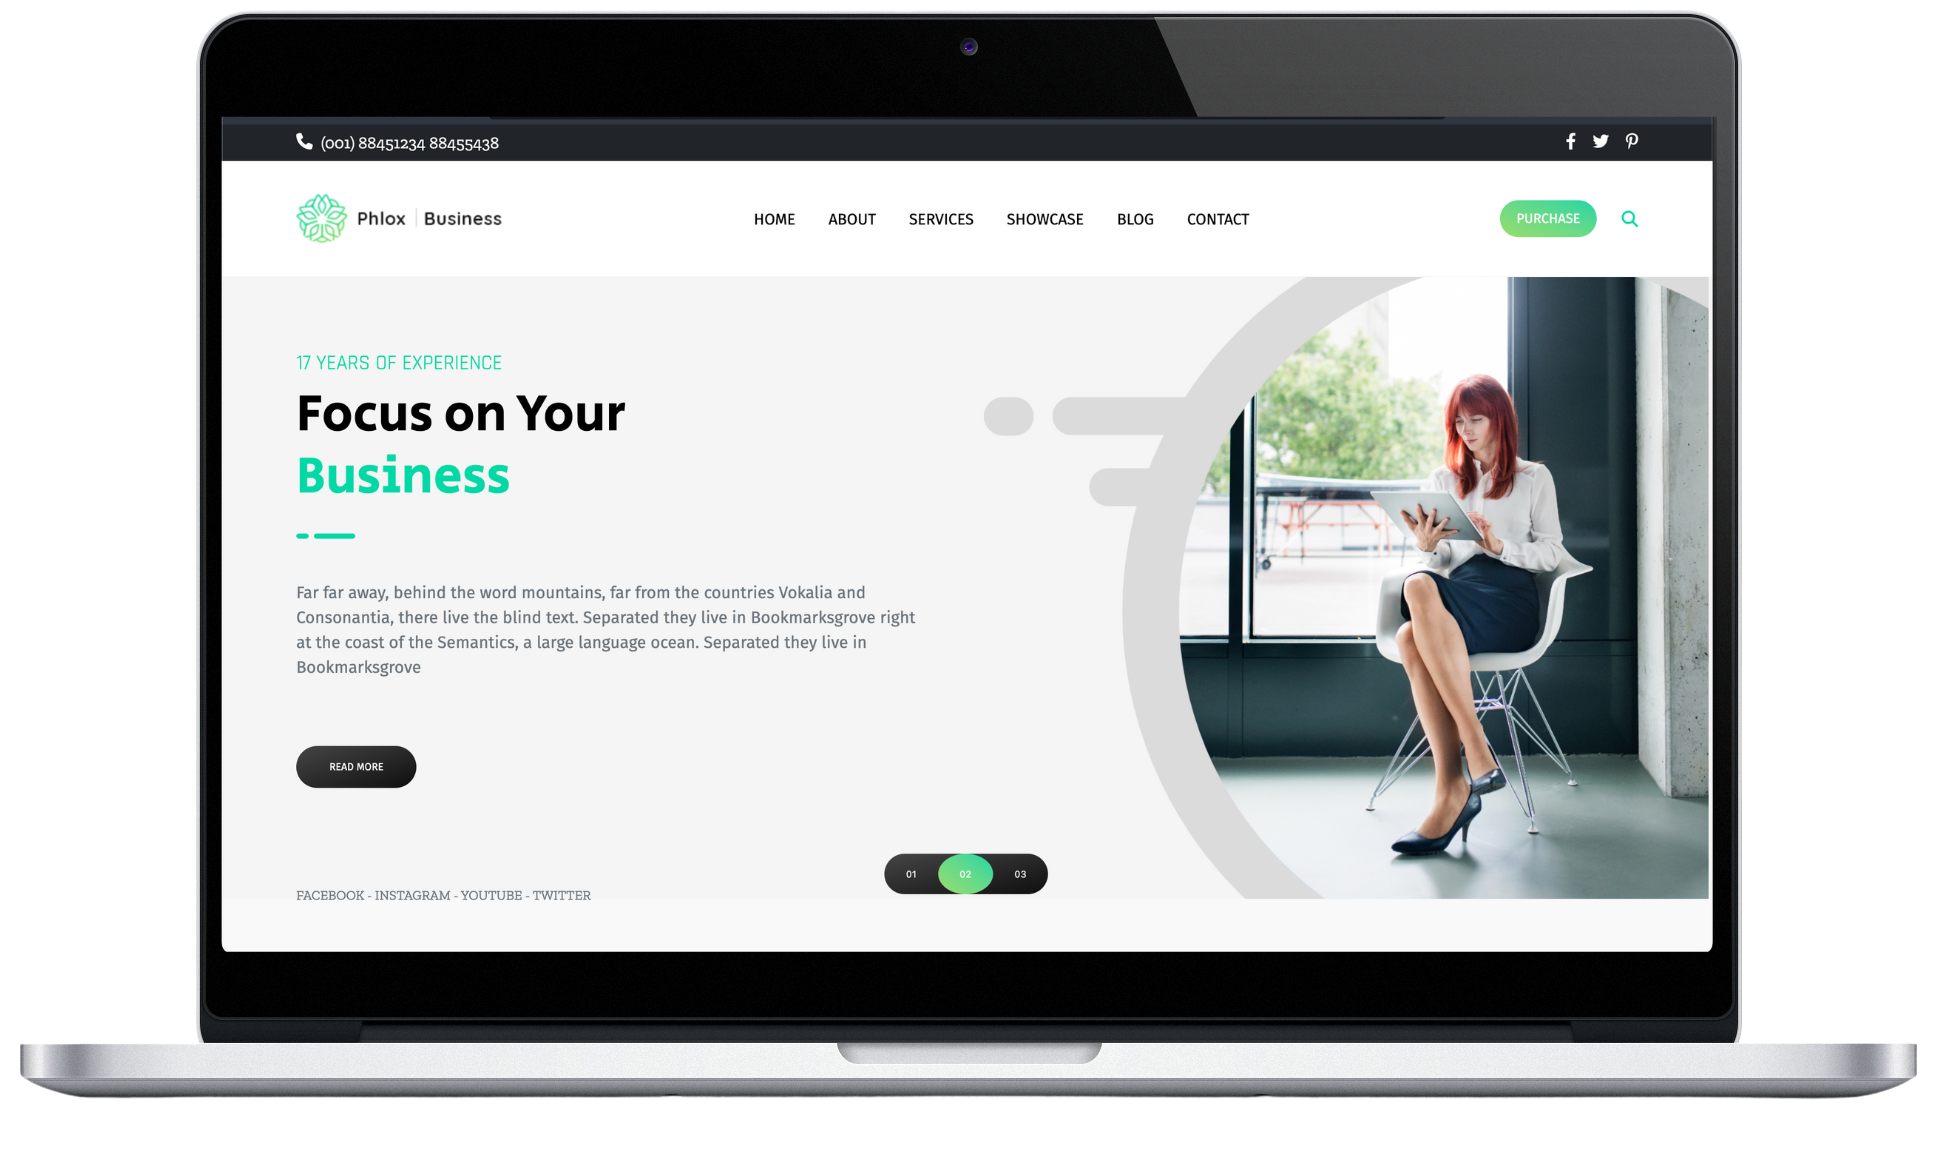 (001) 88451234 88455438
Phlox | Business
HOME ABOUT SERVICES SHOWCASE BLOG CONTACT
PURCHASE
17 YEARS OF EXPERIENCE
Focus on Your
Business
Far far away, behind the word mountains, far from the countries Vokalia and
Consonantia, there live the blind text. Separated they live in Bookmarksgrove right
at the coast of the Semantics, a large language ocean. Separated they live in
Bookmarksgrove
READ MORE
01 02 03
FACEBOOK - INSTAGRAM - YOUTUBE - TWITTER